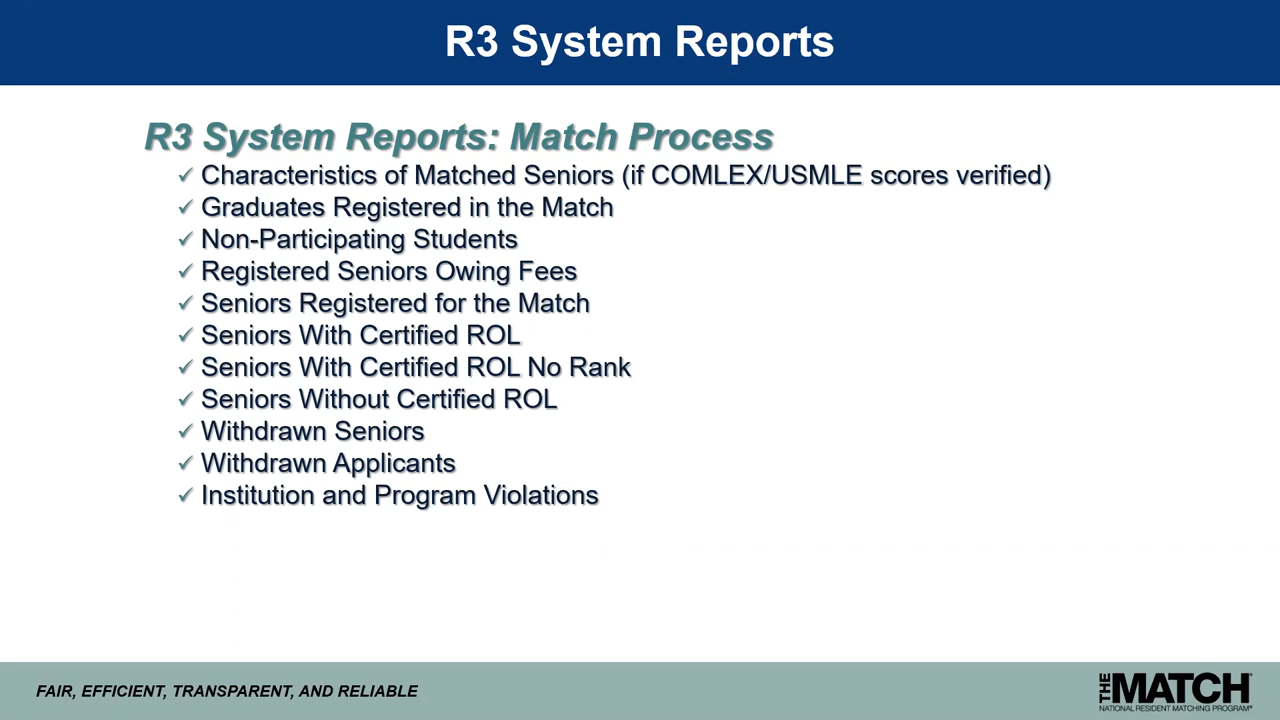 R3 System Reports
R3 System Reports: Match Process
✓ Characteristics of Matched Seniors (if COMLEX/USMLE scores verified)
✓ Graduates Registered in the Match
✓ Non-Participating Students
✓ Registered Seniors Owing Fees
✓ Seniors Registered for the Match
✓ Seniors With Certified ROL
✓ Seniors With Certified ROL No Rank
✓ Seniors Without Certified ROL
✓ Withdrawn Seniors
✓ Withdrawn Applicants
✓ Institution and Program Violations
FAIR, EFFICIENT, TRANSPARENT, AND RELIABLE
THE MATCH
NATIONAL RESIDENT MATCHING PROGRAM®